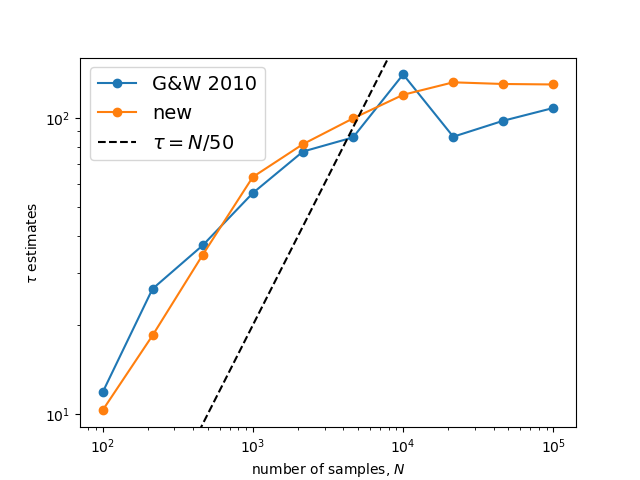 G&W 2010
new
τ = N/50
10²
10¹
τ estimates
10² 10³ 10⁴ 10⁵
number of samples, N